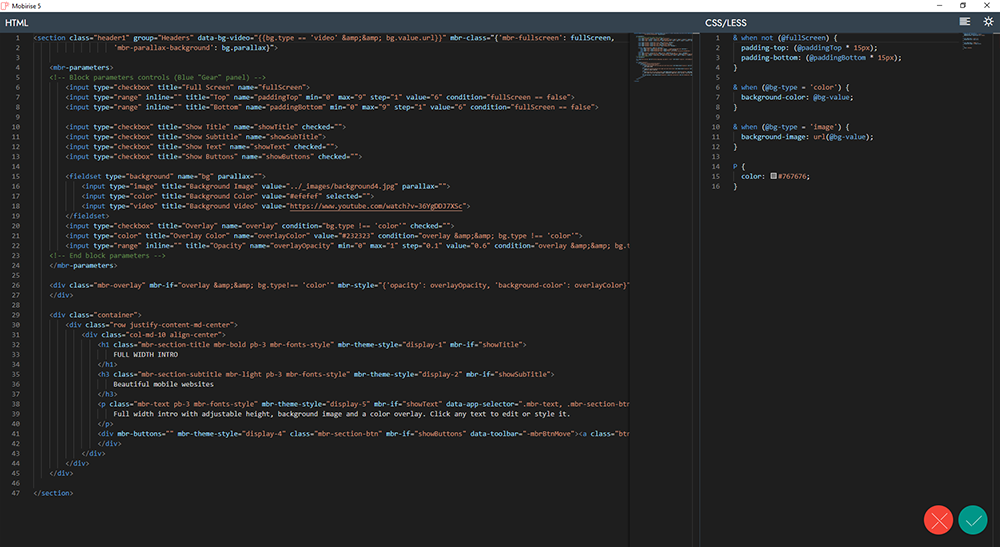 Mobirise 5
HTML
CSS/LESS
1 <section class="header1" group="Headers" data-bg-video="{{bg.type == 'video' &amp;&amp; bg.value.url}}" mbr-class="{'mbr-fullscreen': fullScreen,
2 'mbr-parallax-background': bg.parallax}">
3
4 <mbr-parameters>
5 <!-- Block parameters controls (Blue "Gear" panel) -->
6 <input type="checkbox" title="Full Screen" name="fullScreen">
7 <input type="range" inline="" title="Top" name="paddingTop" min="0" max="9" step="1" value="6" condition="fullScreen == false">
8 <input type="range" inline="" title="Bottom" name="paddingBottom" min="0" max="9" step="1" value="6" condition="fullScreen == false">
9
10 <input type="checkbox" title="Show Title" name="showTitle" checked="">
11 <input type="checkbox" title="Show Subtitle" name="showSubTitle">
12 <input type="checkbox" title="Show Text" name="showText" checked="">
13 <input type="checkbox" title="Show Buttons" name="showButtons" checked="">
14
15 <fieldset type="background" name="bg" parallax="">
16 <input type="image" title="Background Image" value="../_images/background4.jpg" parallax="">
17 <input type="color" title="Background Color" value="#efefef" selected="">
18 <input type="video" title="Background Video" value="https://www.youtube.com/watch?v=36YgDDJ7XSc">
19 </fieldset>
20 <input type="checkbox" title="Overlay" name="overlay" condition="bg.type !== 'color'" checked="">
21 <input type="color" title="Overlay Color" name="overlayColor" value="#232323" condition="overlay &amp;&amp; bg.type !== 'color'">
22 <input type="range" inline="" title="Opacity" name="overlayOpacity" min="0" max="1" step="0.1" value="0.6" condition="overlay &amp;&amp; bg.t
23 <!-- End block parameters -->
24 </mbr-parameters>
25
26 <div class="mbr-overlay" mbr-if="overlay &amp;&amp; bg.type!== 'color'" mbr-style="{'opacity': overlayOpacity, 'background-color': overlayColor}"
27 </div>
28
29 <div class="container">
30 <div class="row justify-content-md-center">
31 <div class="col-md-10 align-center">
32 <h1 class="mbr-section-title mbr-bold pb-3 mbr-fonts-style" mbr-theme-style="display-1" mbr-if="showTitle">
33 FULL WIDTH INTRO
34 </h1>
35 <h3 class="mbr-section-subtitle mbr-light pb-3 mbr-fonts-style" mbr-theme-style="display-2" mbr-if="showSubTitle">
36 Beautiful mobile websites
37 </h3>
38 <p class="mbr-text pb-3 mbr-fonts-style" mbr-theme-style="display-5" mbr-if="showText" data-app-selector=".mbr-text, .mbr-section-btn
39 Full width intro with adjustable height, background image and a color overlay. Click any text to edit or style it.
40 </p>
41 <div mbr-buttons="" mbr-theme-style="display-4" class="mbr-section-btn" mbr-if="showButtons" data-toolbar="-mbrBtnMove"><a class="btn
42 </div>
43 </div>
44 </div>
45 </div>
46
47 </section>
1 & when not (@fullScreen) {
2 padding-top: (@paddingTop * 15px);
3 padding-bottom: (@paddingBottom * 15px);
4 }
5
6 & when (@bg-type = 'color') {
7 background-color: @bg-value;
8 }
9
10 & when (@bg-type = 'image') {
11 background-image: url(@bg-value);
12 }
13
14 P {
15 color: #767676;
16 }